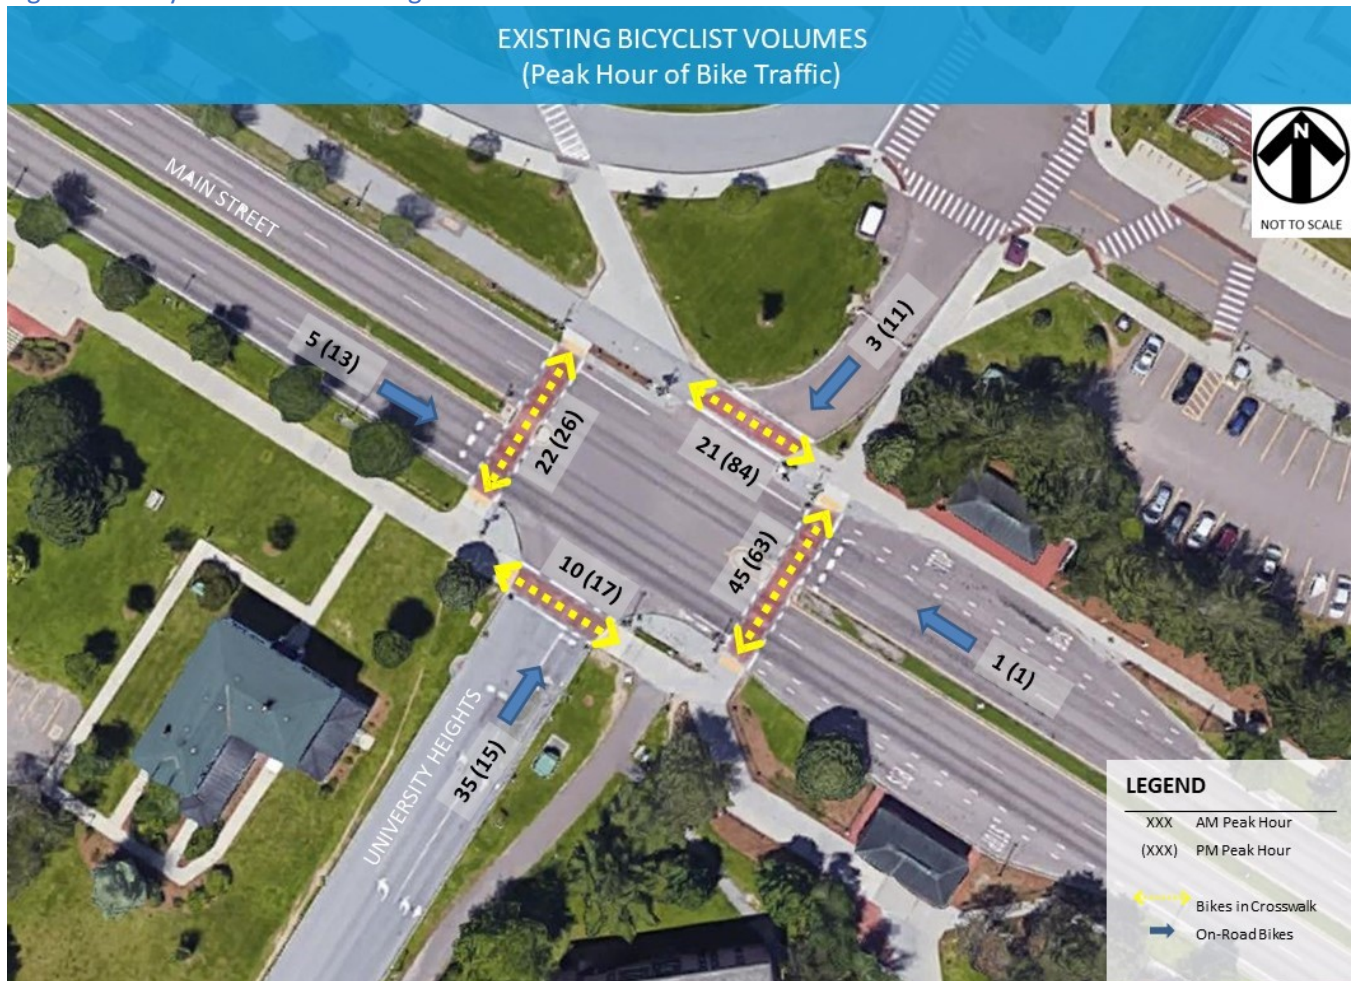 EXISTING BICYCLIST VOLUMES
(Peak Hour of Bike Traffic)
N
NOT TO SCALE
MAIN STREET
3 (11)
5 (13)
22 (26)
21 (84)
10 (17)
45 (63)
1 (1)
35 (15)
UNIVERSITY HEIGHTS
LEGEND
XXX AM Peak Hour
(XXX) PM Peak Hour
Bikes in Crosswalk
On-Road Bikes